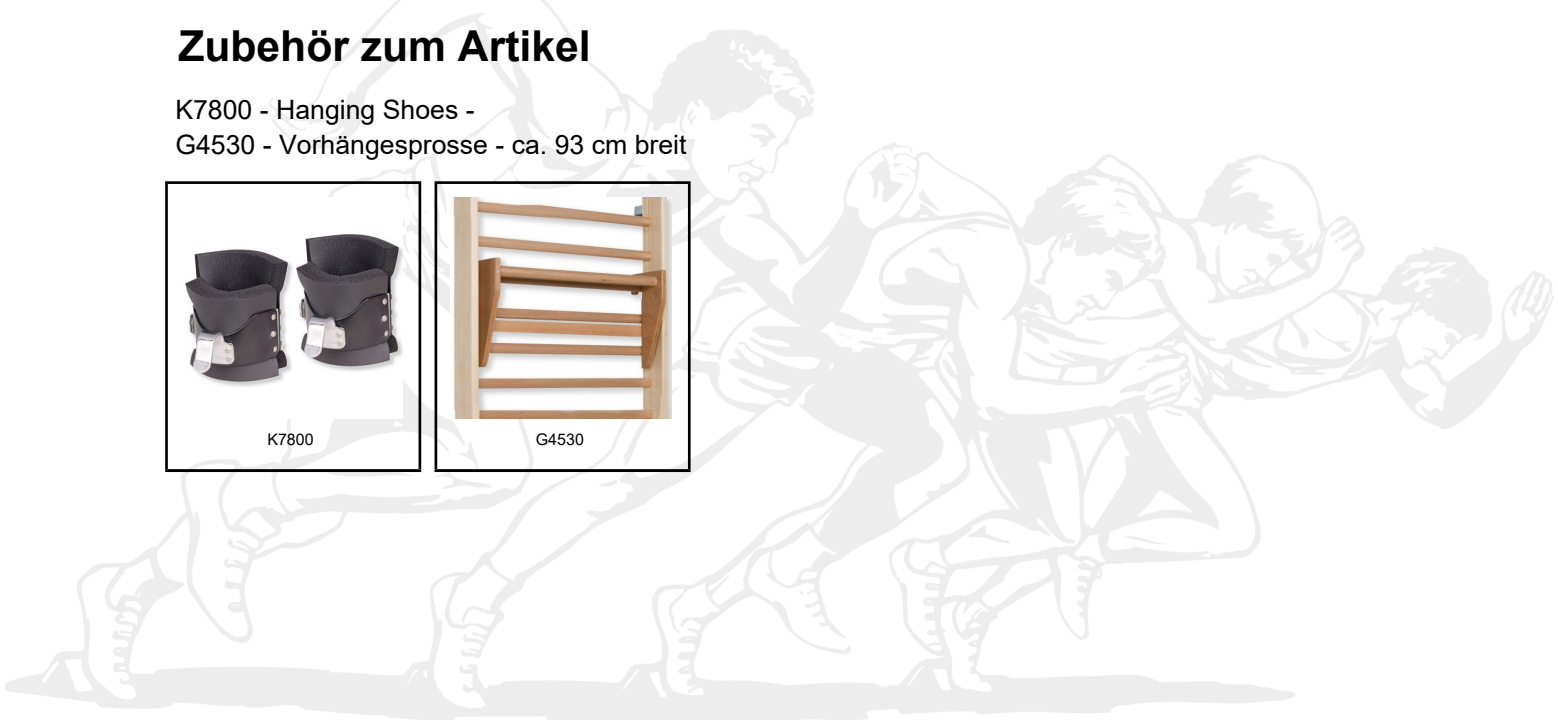 Zubehör zum Artikel
K7800 - Hanging Shoes -
G4530 - Vorhängesprosse - ca. 93 cm breit
K7800
G4530